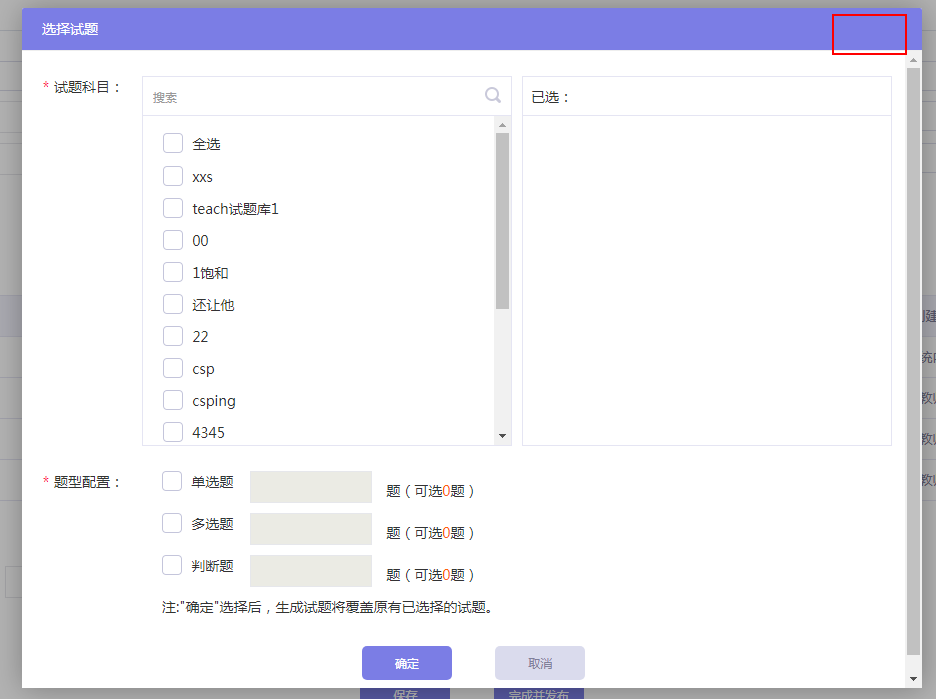 选择试题
* 试题科目：
搜索
已选：
全选
xxs
teach试题库1
00
1饱和
还让他
22
csp
csping
4345
* 题型配置：
单选题 题（可选0题）
多选题 题（可选0题）
判断题 题（可选0题）
注:"确定"选择后，生成试题将覆盖原有已选择的试题。
确定 取消
保存 完成并发布